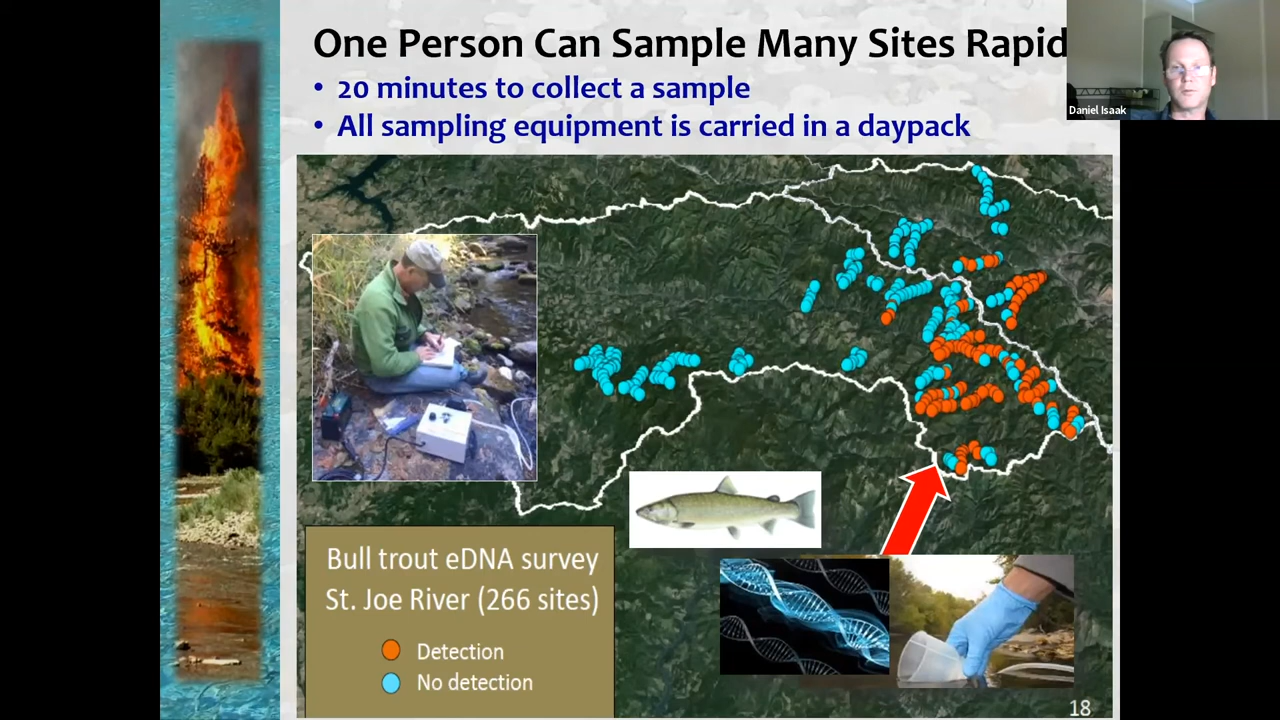 One Person Can Sample Many Sites Rapid
• 20 minutes to collect a sample
• All sampling equipment is carried in a daypack
Daniel Isaak
Bull trout eDNA survey
St. Joe River (266 sites)
Detection
No detection
18